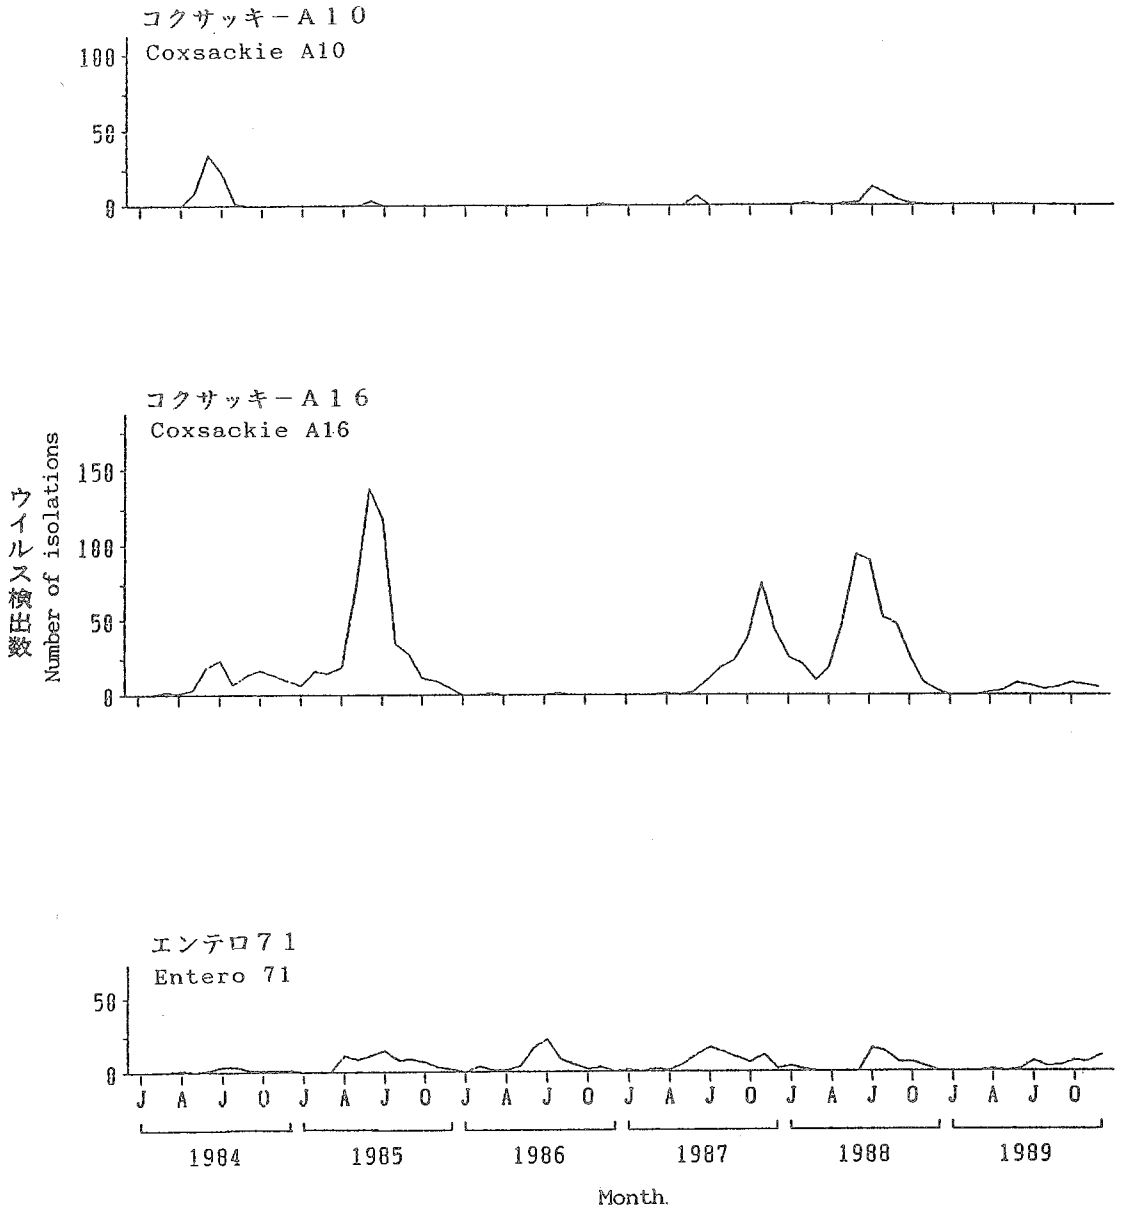 コクサッキーA10
Coxsackie A10
100
50
0
コクサッキーA16
Coxsackie A16
ウイルス検出数
Number of isolations
150
100
50
0
エンテロ71
Entero 71
50
0
J A J O J A J O J A J O J A J O J A J O J A J O
1984 1985 1986 1987 1988 1989
Month.